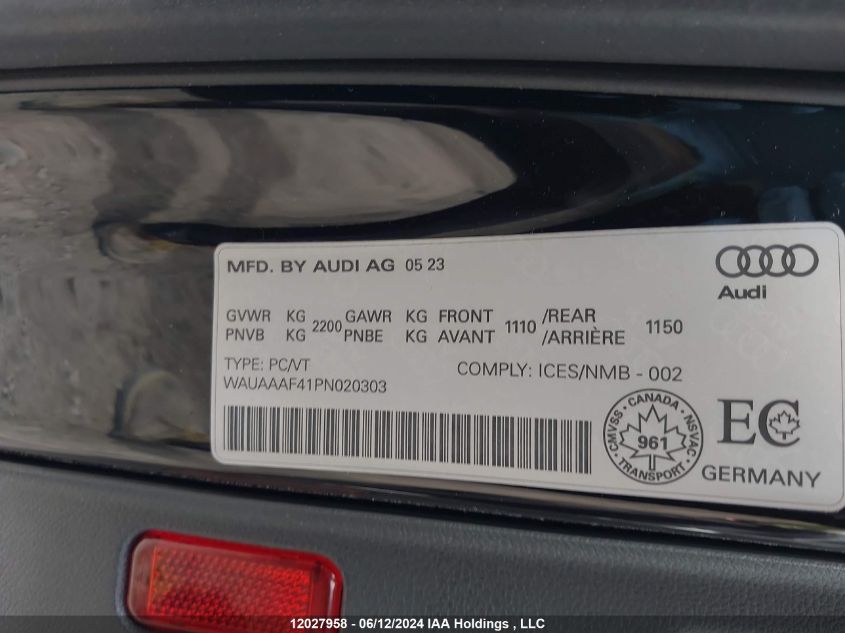 MFD. BY AUDI AG 05 23
Audi
GVWR KG 2200 GAWR KG FRONT 1110 /REAR 1150
PNVB KG PNBE KG AVANT /ARRIÈRE
TYPE: PC/VT
COMPLY: ICES/NMB - 002
WAUAAAF41PN020303
CMVSS • CANADA • NSVAC • TRANSPORT •
961
EC
GERMANY
12027958 - 06/12/2024 IAA Holdings , LLC